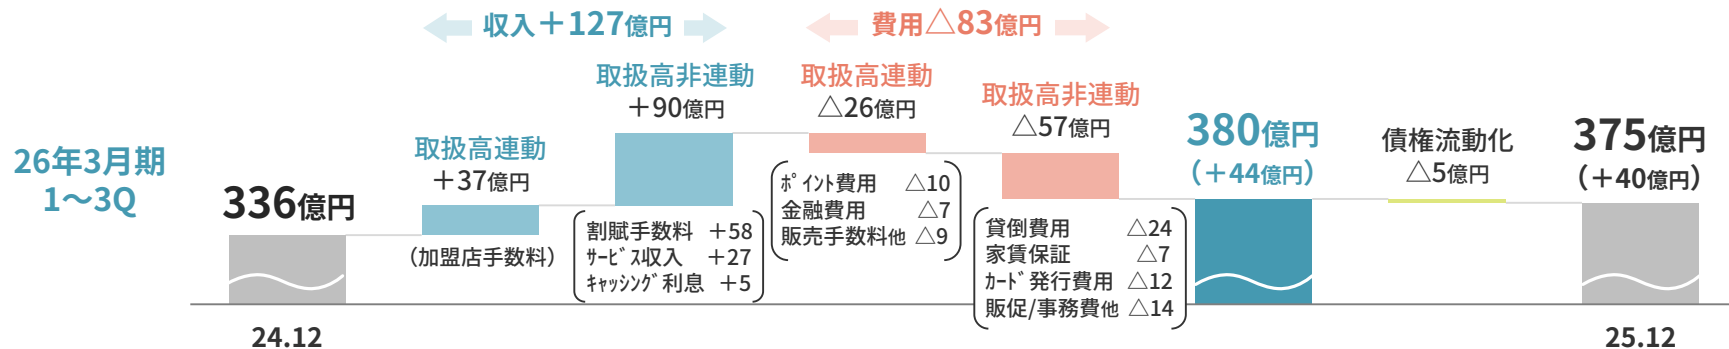 収入＋127億円
費用△83億円
取扱高非連動
＋90億円
取扱高連動
△26億円
取扱高非連動
△57億円
26年3月期
1～3Q
336億円
取扱高連動
＋37億円
（加盟店手数料）
割賦手数料 ＋58
ｻｰﾋﾞｽ収入 ＋27
ｷｬｯｼﾝｸﾞ利息 ＋5
ﾎﾟｲﾝﾄ費用 △10
金融費用 △7
販売手数料他 △9
貸倒費用 △24
家賃保証 △7
ｶｰﾄﾞ発行費用 △12
販促/事務費他 △14
380億円
（＋44億円）
債権流動化
△5億円
375億円
（＋40億円）
24.12
25.12